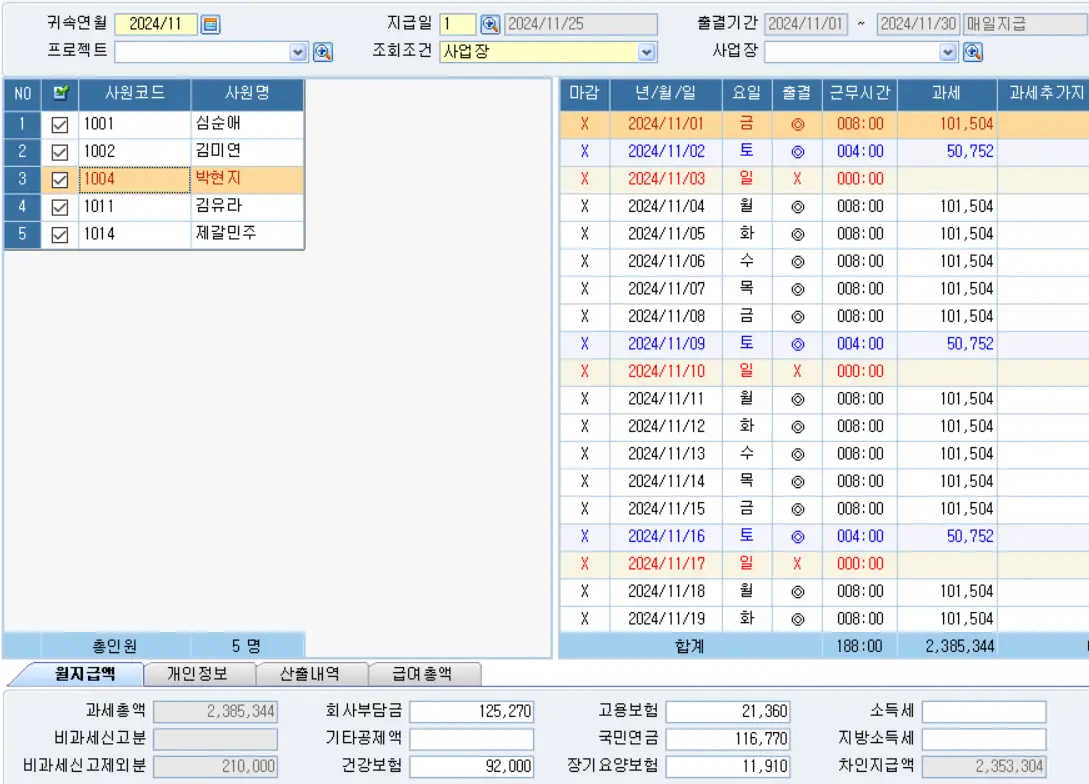 귀속연월 2024/11 지급일 1 2024/11/25 출결기간 2024/11/01 ~ 2024/11/30 매일지급
프로젝트 조회조건 사업장 사업장
NO 사원코드 사원명
1 1001 심순애
2 1002 김미연
3 1004 박현지
4 1011 김유라
5 1014 제갈민주
총인원 5 명
마감 년/월/일 요일 출결 근무시간 과세 과세추가지
X 2024/11/01 금 ◎ 008:00 101,504
X 2024/11/02 토 ◎ 004:00 50,752
X 2024/11/03 일 X 000:00
X 2024/11/04 월 ◎ 008:00 101,504
X 2024/11/05 화 ◎ 008:00 101,504
X 2024/11/06 수 ◎ 008:00 101,504
X 2024/11/07 목 ◎ 008:00 101,504
X 2024/11/08 금 ◎ 008:00 101,504
X 2024/11/09 토 ◎ 004:00 50,752
X 2024/11/10 일 X 000:00
X 2024/11/11 월 ◎ 008:00 101,504
X 2024/11/12 화 ◎ 008:00 101,504
X 2024/11/13 수 ◎ 008:00 101,504
X 2024/11/14 목 ◎ 008:00 101,504
X 2024/11/15 금 ◎ 008:00 101,504
X 2024/11/16 토 ◎ 004:00 50,752
X 2024/11/17 일 X 000:00
X 2024/11/18 월 ◎ 008:00 101,504
X 2024/11/19 화 ◎ 008:00 101,504
합계 188:00 2,385,344
월지급액 개인정보 산출내역 급여총액
과세총액 2,385,344 회사부담금 125,270 고용보험 21,360 소득세
비과세신고분 기타공제액 국민연금 116,770 지방소득세
비과세신고제외분 210,000 건강보험 92,000 장기요양보험 11,910 차인지급액 2,353,304